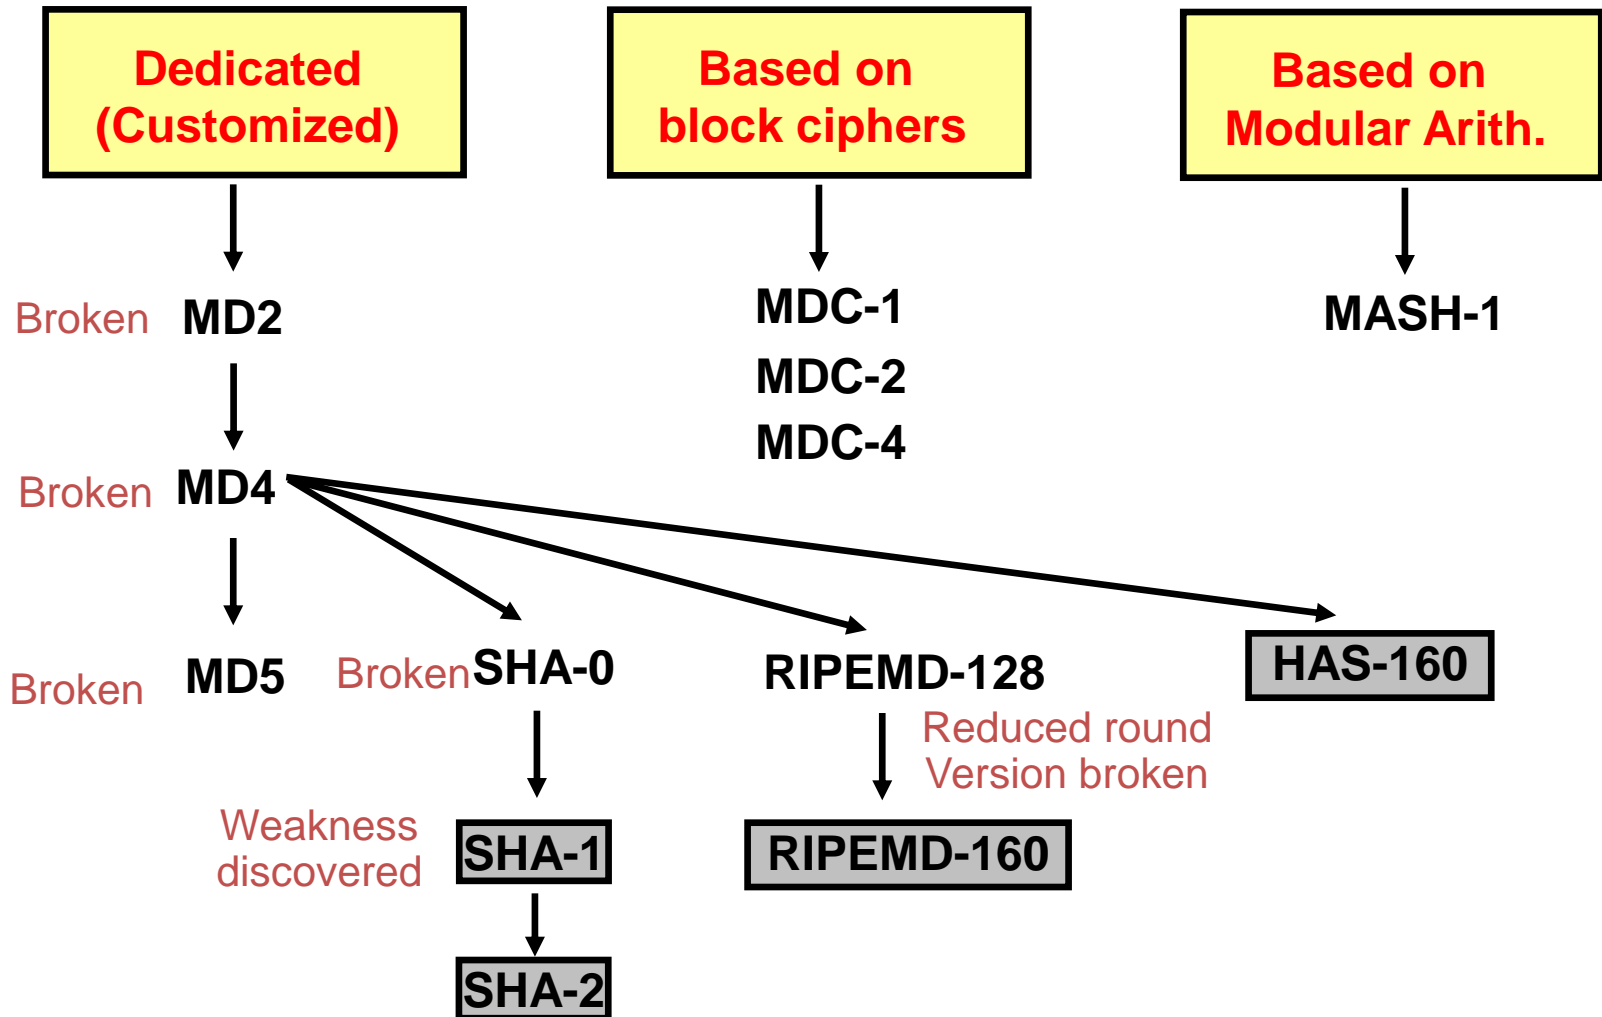 Dedicated
(Customized)
Based on
block ciphers
Based on
Modular Arith.
Broken MD2
MDC-1
MDC-2
MDC-4
MASH-1
Broken MD4
Broken MD5
Broken SHA-0
RIPEMD-128
HAS-160
Reduced round
Version broken
Weakness
discovered
SHA-1
RIPEMD-160
SHA-2